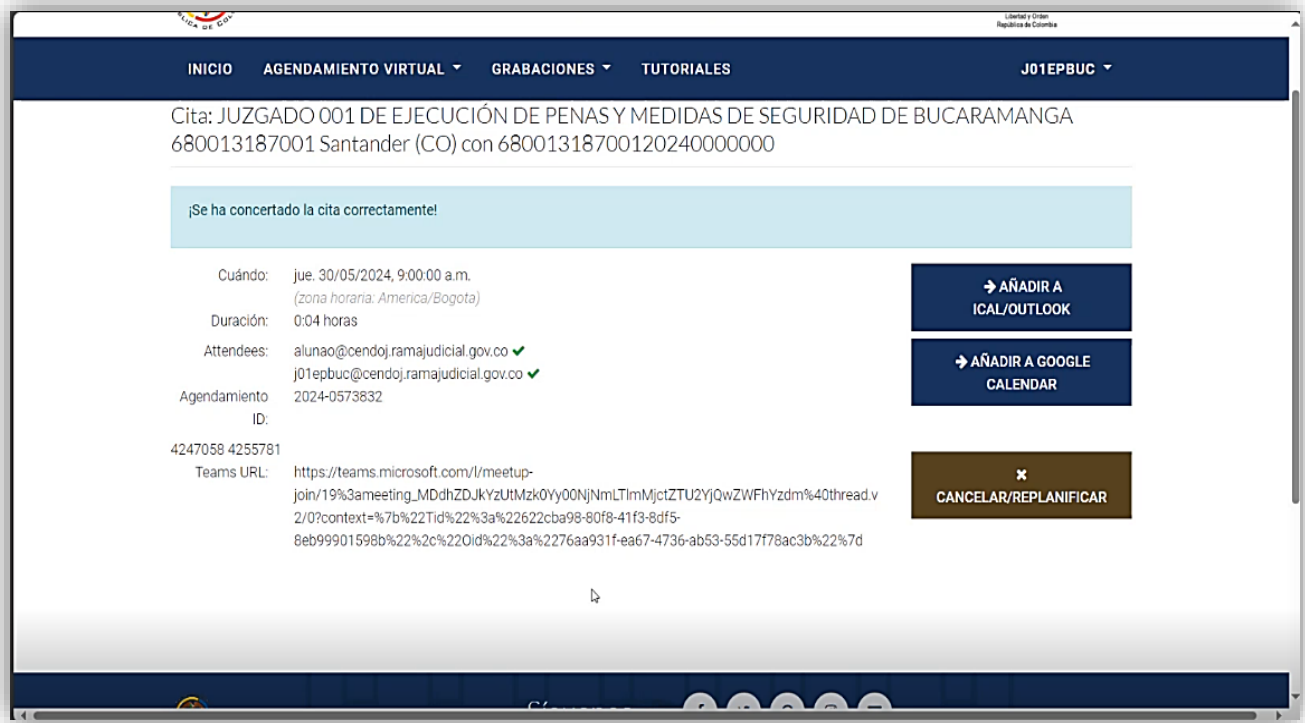 Libertad y Orden
República de Colombia
INICIO AGENDAMIENTO VIRTUAL GRABACIONES TUTORIALES J01EPBUC
Cita: JUZGADO 001 DE EJECUCIÓN DE PENAS Y MEDIDAS DE SEGURIDAD DE BUCARAMANGA
680013187001 Santander (CO) con 68001318700120240000000
¡Se ha concertado la cita correctamente!
Cuándo: jue. 30/05/2024, 9:00:00 a.m.
(zona horaria: America/Bogota)
Duración: 0:04 horas
Attendees: alunao@cendoj.ramajudicial.gov.co
j01epbuc@cendoj.ramajudicial.gov.co
Agendamiento 2024-0573832
ID:
4247058 4255781
Teams URL: https://teams.microsoft.com/l/meetup-
join/19%3ameeting_MDdhZDJkYzUtMzk0Yy00NjNmLTlmMjctZTU2YjQwZWFhYzdm%40thread.v
2/0?context=%7b%22Tid%22%3a%22622cba98-80f8-41f3-8df5-
8eb99901598b%22%2c%22Oid%22%3a%2276aa931f-ea67-4736-ab53-55d17f78ac3b%22%7d
AÑADIR A
ICAL/OUTLOOK
AÑADIR A GOOGLE
CALENDAR
CANCELAR/REPLANIFICAR